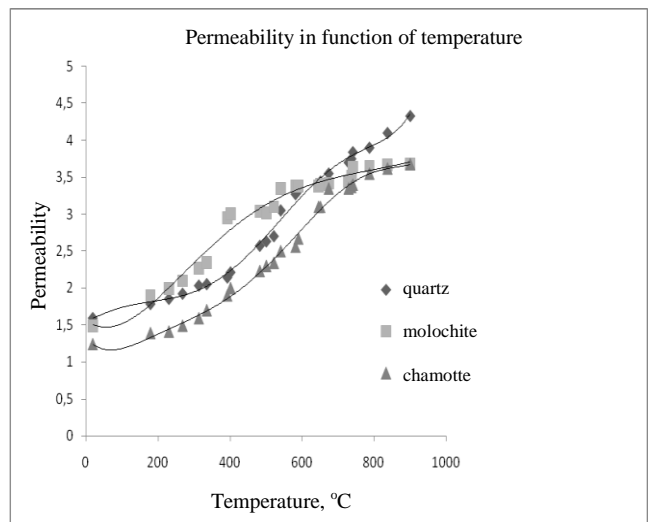 Permeability in function of temperature
5
4,5
4
3,5
3
2,5
2
1,5
1
0,5
0
Permeability
quartz
molochite
chamotte
0 200 400 600 800 1000
Temperature, °C